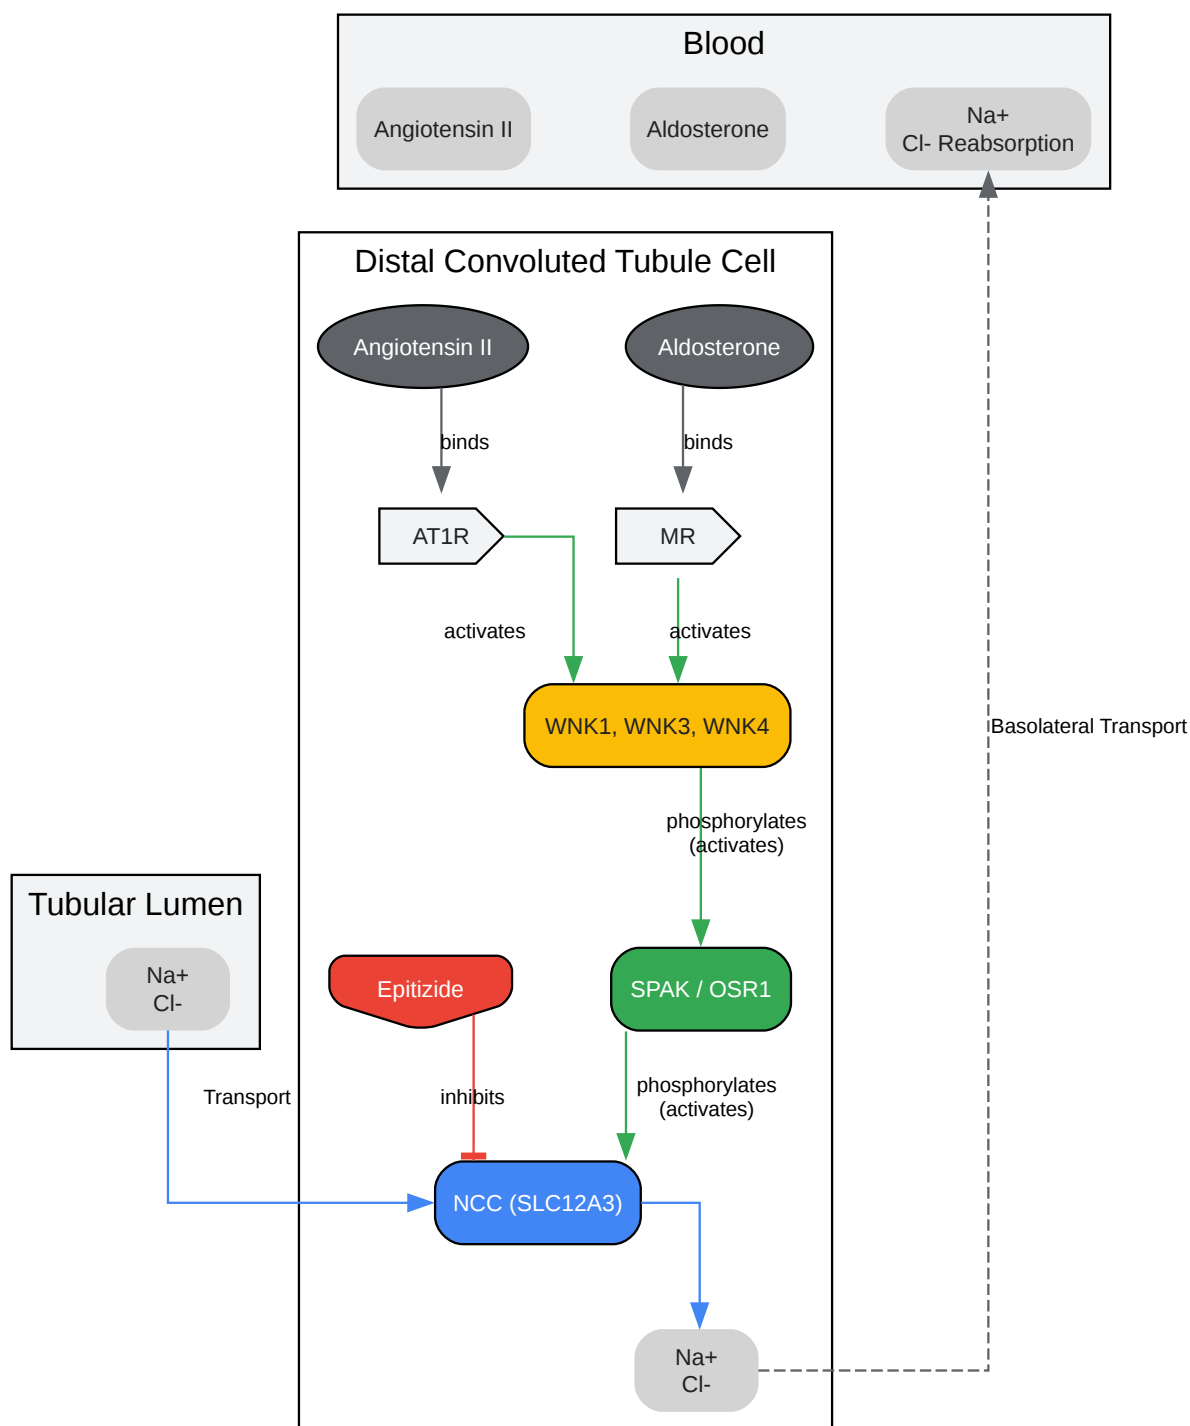 Blood
Angiotensin II
Aldosterone
Na+
Cl- Reabsorption
Distal Convoluted Tubule Cell
Angiotensin II
Aldosterone
binds
binds
AT1R
MR
activates
activates
WNK1, WNK3, WNK4
Basolateral Transport
phosphorylates
(activates)
Tubular Lumen
Na+
Cl-
Epitizide
SPAK / OSR1
Transport
inhibits
phosphorylates
(activates)
NCC (SLC12A3)
Na+
Cl-